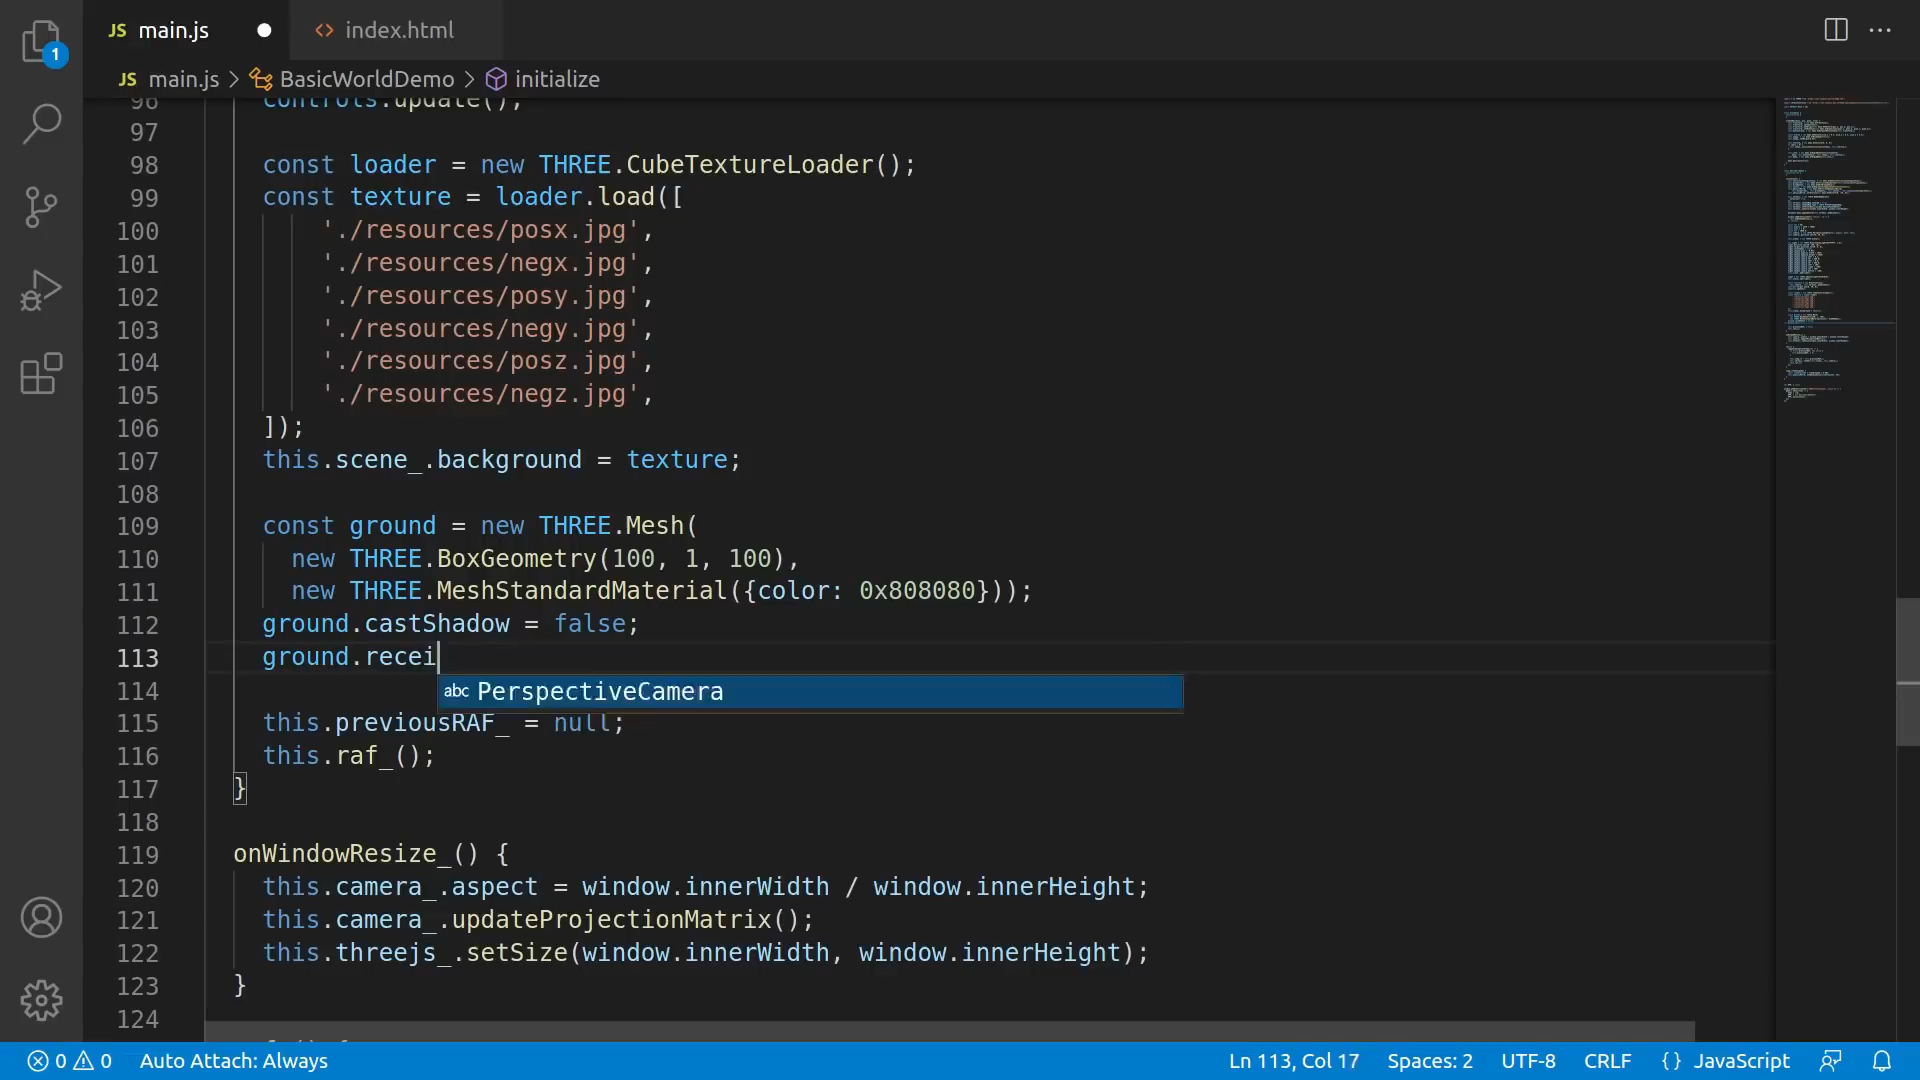 1
JS main.js
<> index.html
JS main.js > BasicWorldDemo > initialize
96 controls.update();
97
98 const loader = new THREE.CubeTextureLoader();
99 const texture = loader.load([
100 './resources/posx.jpg',
101 './resources/negx.jpg',
102 './resources/posy.jpg',
103 './resources/negy.jpg',
104 './resources/posz.jpg',
105 './resources/negz.jpg',
106 ]);
107 this.scene_.background = texture;
108
109 const ground = new THREE.Mesh(
110 new THREE.BoxGeometry(100, 1, 100),
111 new THREE.MeshStandardMaterial({color: 0x808080}));
112 ground.castShadow = false;
113 ground.recei
abc PerspectiveCamera
114
115 this.previousRAF_ = null;
116 this.raf_();
117 }
118
119 onWindowResize_() {
120 this.camera_.aspect = window.innerWidth / window.innerHeight;
121 this.camera_.updateProjectionMatrix();
122 this.threejs_.setSize(window.innerWidth, window.innerHeight);
123 }
124
0 0 Auto Attach: Always Ln 113, Col 17 Spaces: 2 UTF-8 CRLF {} JavaScript